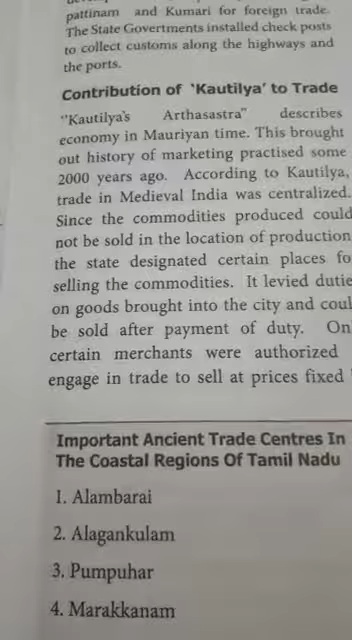 pattinam and Kumari for foreign trade.
The State Govertments installed check posts
to collect customs along the highways and
the ports.
Contribution of ‘Kautilya’ to Trade
“Kautilya's Arthasastra” describes
economy in Mauriyan time. This brought
out history of marketing practised some
2000 years ago. According to Kautilya,
trade in Medieval India was centralized.
Since the commodities produced could
not be sold in the location of production
the state designated certain places fo
selling the commodities. It levied dutie
on goods brought into the city and coul
be sold after payment of duty. On
certain merchants were authorized
engage in trade to sell at prices fixed
Important Ancient Trade Centres In
The Coastal Regions Of Tamil Nadu
1. Alambarai
2. Alagankulam
3. Pumpuhar
4. Marakkanam